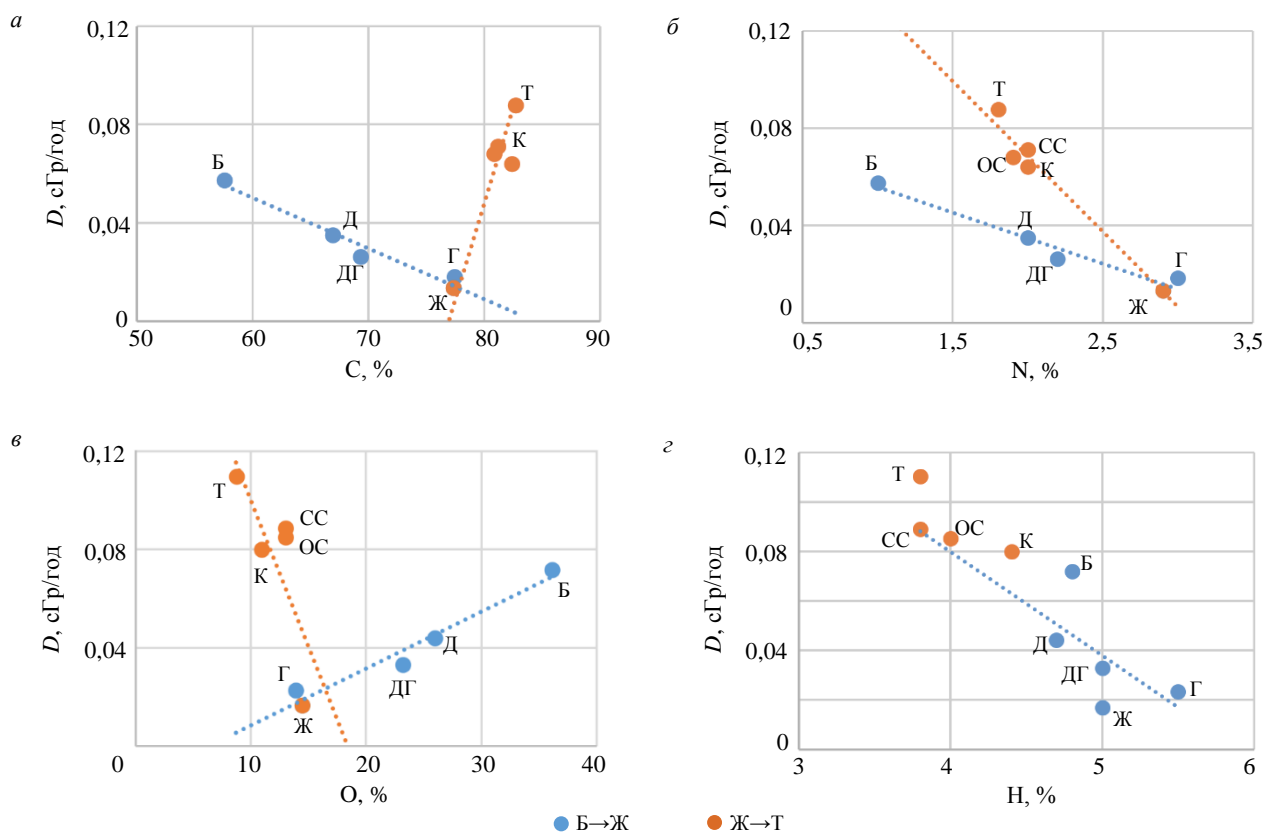 а
0,12
0,08
0,04
0
D, сГр/год
Б
Д
ДГ
Г
Ж
К
Т
50
60
70
80
90
C, %
б
0,12
0,08
0,04
0
D, сГр/год
Т
СС
ОС
К
Б
Д
ДГ
Г
Ж
0,5
1,5
2,5
3,5
N, %
в
0,12
0,08
0,04
0
D, сГр/год
Т
СС
ОС
К
Б
Д
ДГ
Г
Ж
10
20
30
40
O, %
г
0,12
0,08
0,04
0
D, сГр/год
Т
СС
ОС
К
Б
Д
ДГ
Г
Ж
3
4
5
6
H, %
Б→Ж
Ж→Т